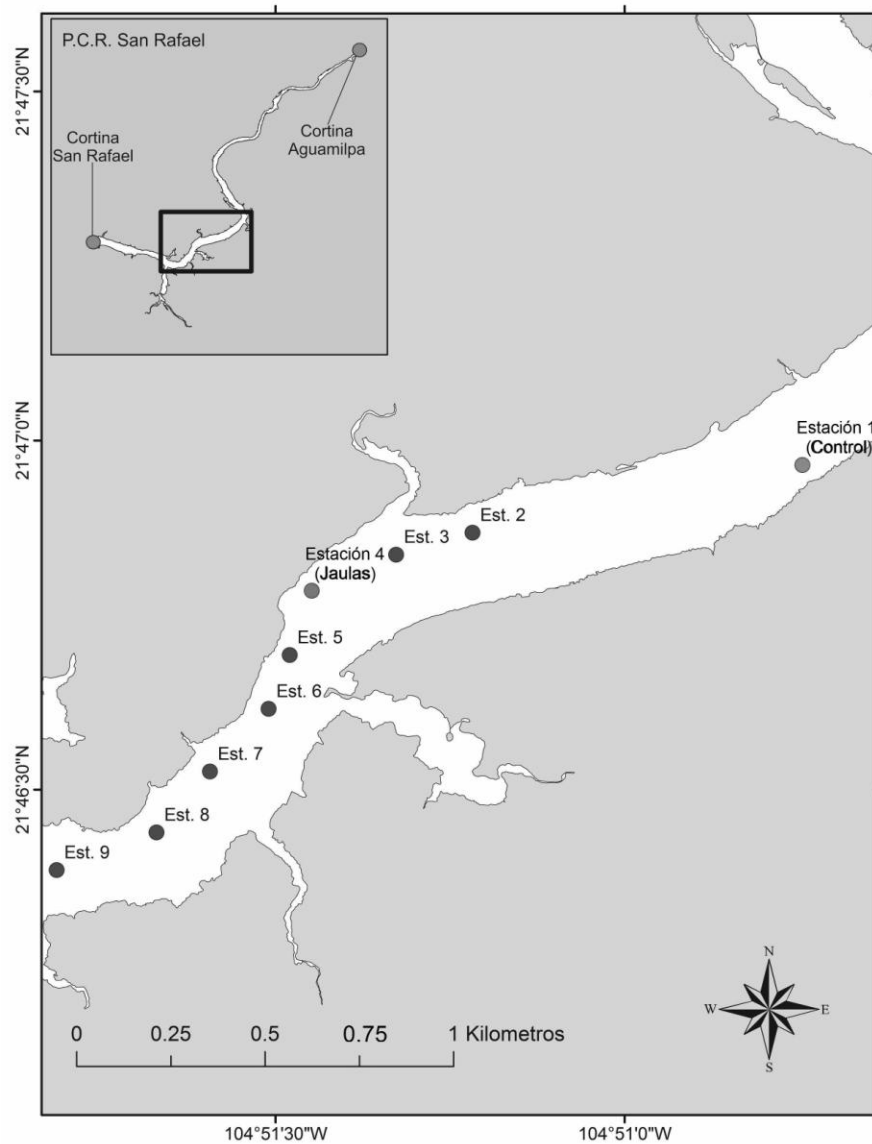 P.C.R. San Rafael
Cortina
San Rafael
Cortina
Aguamilpa
21°47'30"N
21°47'0"N
21°46'30"N
Estación 1
(Control)
Est. 2
Est. 3
Estación 4
(Jaulas)
Est. 5
Est. 6
Est. 7
Est. 8
Est. 9
N
W
E
S
0 0.25 0.5 0.75 1 Kilometros
104°51'30"W
104°51'0"W